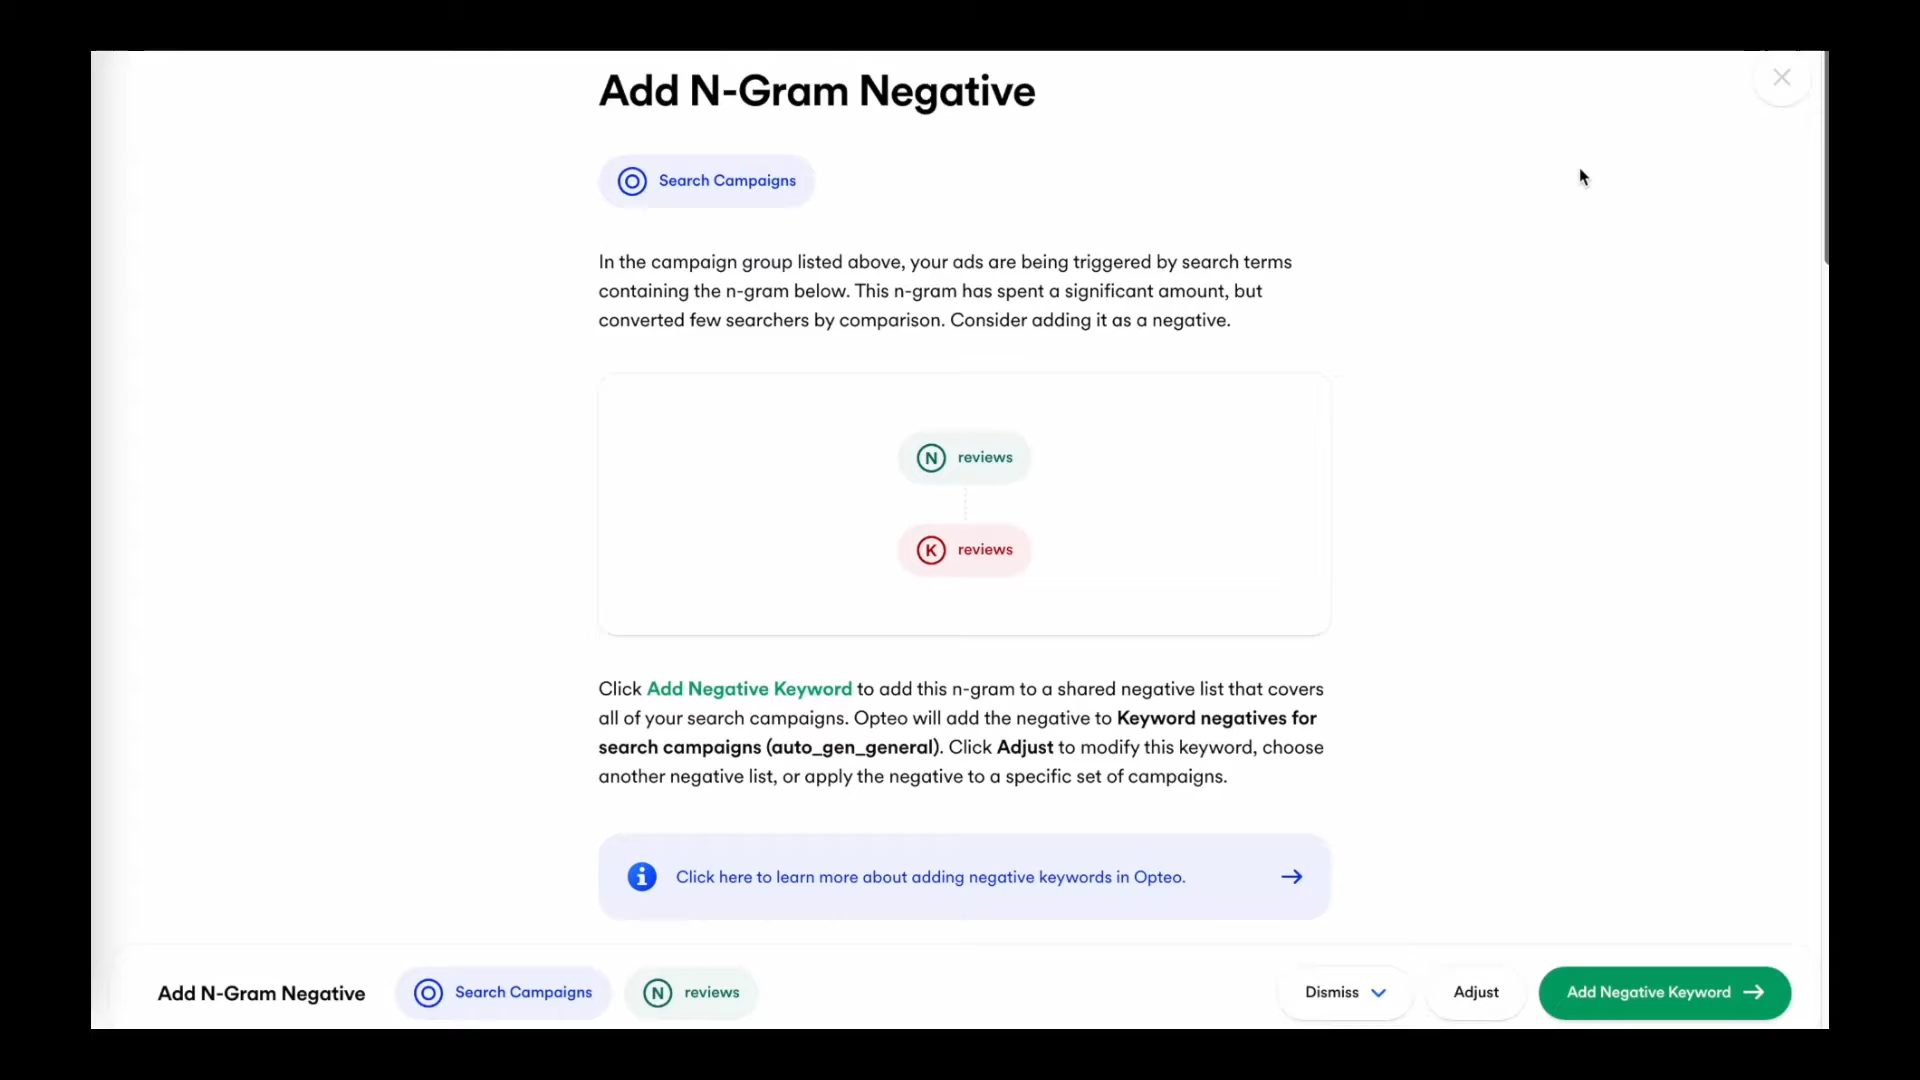 Add N-Gram Negative
Search Campaigns
In the campaign group listed above, your ads are being triggered by search terms
containing the n-gram below. This n-gram has spent a significant amount, but
converted few searchers by comparison. Consider adding it as a negative.
N reviews
K reviews
Click Add Negative Keyword to add this n-gram to a shared negative list that covers
all of your search campaigns. Opteo will add the negative to Keyword negatives for
search campaigns (auto_gen_general). Click Adjust to modify this keyword, choose
another negative list, or apply the negative to a specific set of campaigns.
Click here to learn more about adding negative keywords in Opteo.
Add N-Gram Negative Search Campaigns N reviews Dismiss Adjust Add Negative Keyword